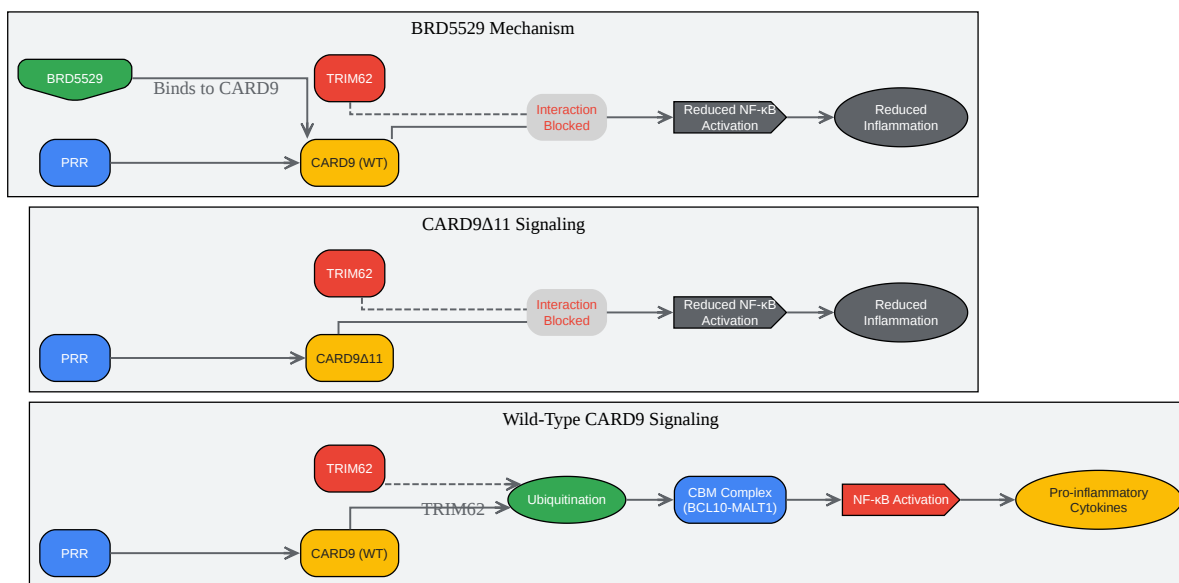 BRD5529 Mechanism
BRD5529
Binds to CARD9
TRIM62
Interaction
Blocked
Reduced NF-κB
Activation
Reduced
Inflammation
PRR
CARD9 (WT)
CARD9Δ11 Signaling
TRIM62
Interaction
Blocked
Reduced NF-κB
Activation
Reduced
Inflammation
PRR
CARD9Δ11
Wild-Type CARD9 Signaling
TRIM62
TRIM62
Ubiquitination
CBM Complex
(BCL10-MALT1)
NF-κB Activation
Pro-inflammatory
Cytokines
PRR
CARD9 (WT)